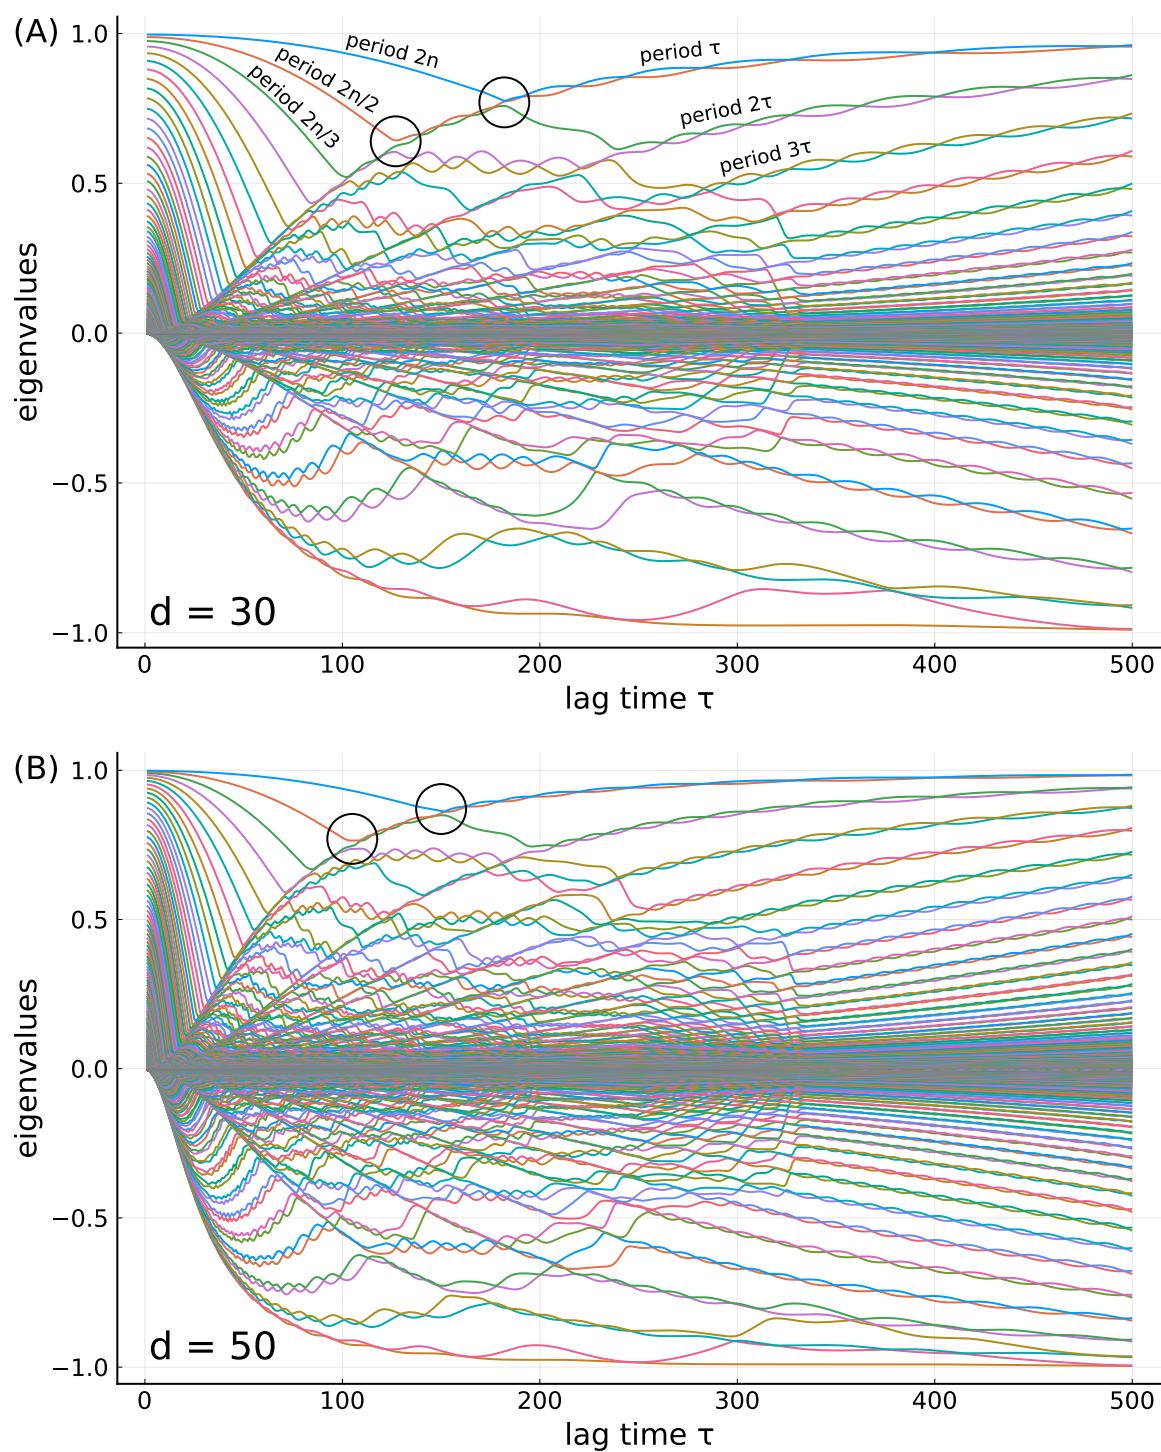 (A)
1.0
0.5
0.0
−0.5
−1.0
eigenvalues
period 2n
period 2n/2
period 2n/3
period τ
period 2τ
period 3τ
d = 30
0 100 200 300 400 500
lag time τ
(B)
1.0
0.5
0.0
−0.5
−1.0
eigenvalues
d = 50
0 100 200 300 400 500
lag time τ